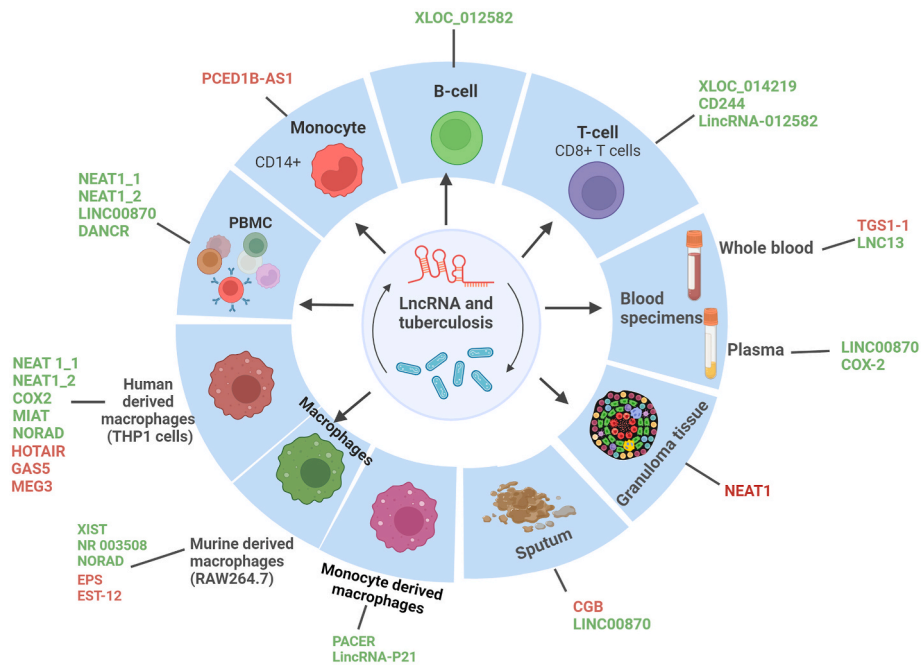 XLOC_012582
B-cell
PCED1B-AS1
Monocyte
CD14+
XLOC_014219
CD244
LincRNA-012582
T-cell
CD8+ T cells
NEAT1_1
NEAT1_2
LINC00870
DANCR
PBMC
TGS1-1
LNC13
Whole blood
Blood
specimens
Plasma
LINC00870
COX-2
LncRNA and
tuberculosis
NEAT 1_1
NEAT1_2
COX2
MIAT
NORAD
HOTAIR
GAS5
MEG3
Human
derived
macrophages
(THP1 cells)
Macrophages
Granuloma tissue
NEAT1
XIST
NR 003508
NORAD
EPS
EST-12
Murine derived
macrophages
(RAW264.7)
Monocyte derived
macrophages
PACER
LincRNA-P21
Sputum
CGB
LINC00870